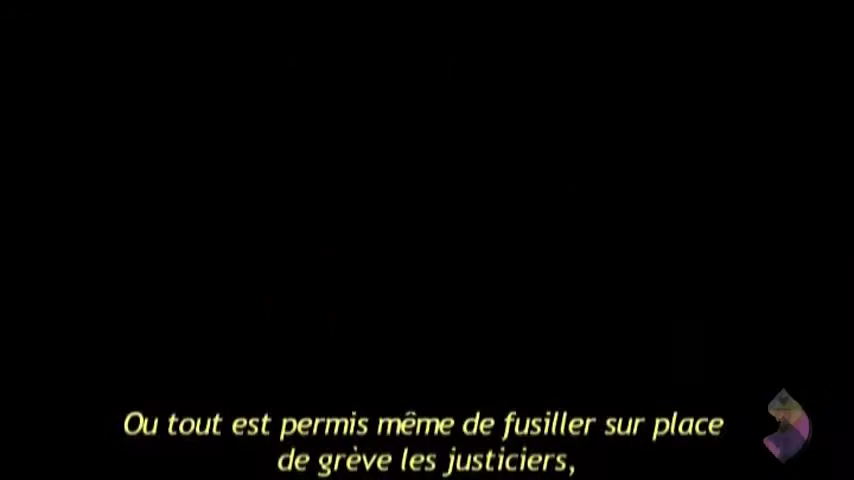 Ou tout est permis même de fusiller sur place
de grève les justiciers,